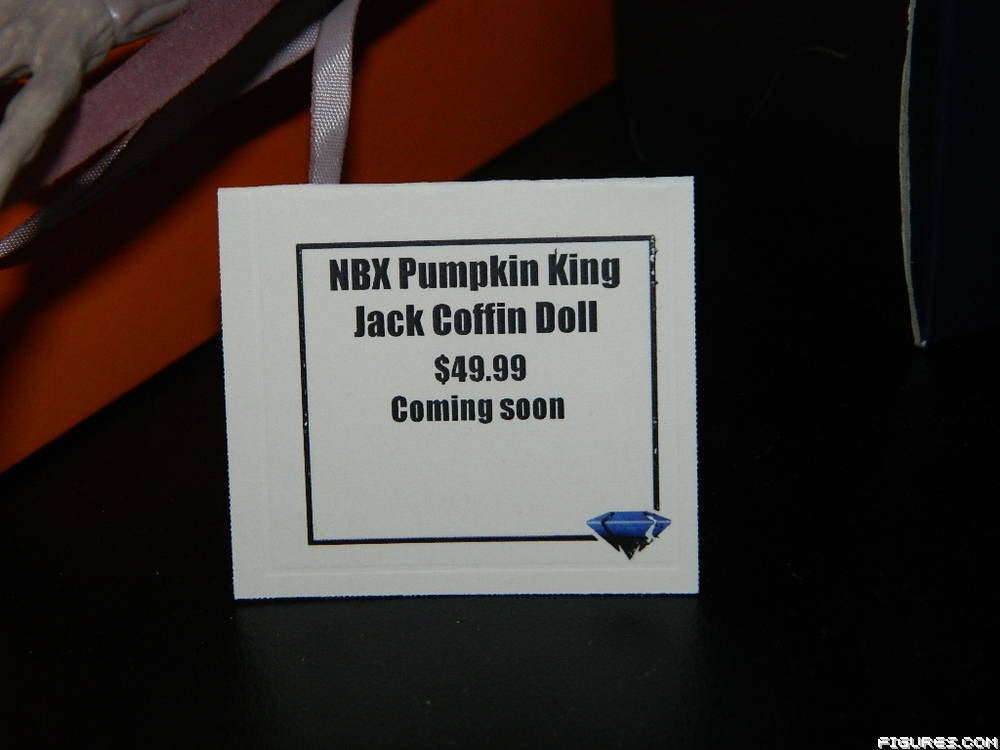 NBX Pumpkin King
Jack Coffin Doll
$49.99
Coming soon
FIGURES.COM